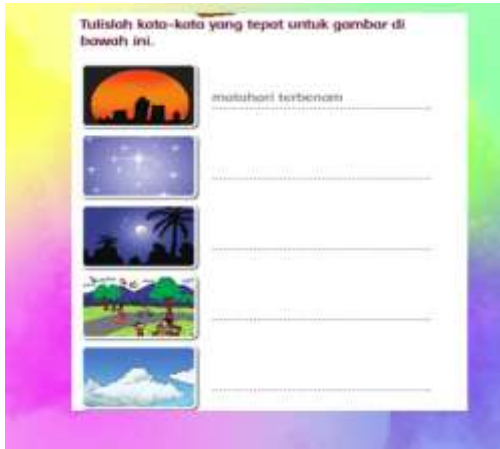 Tulislah kata-kata yang tepat untuk gambar di
bawah ini.
matahari terbenam